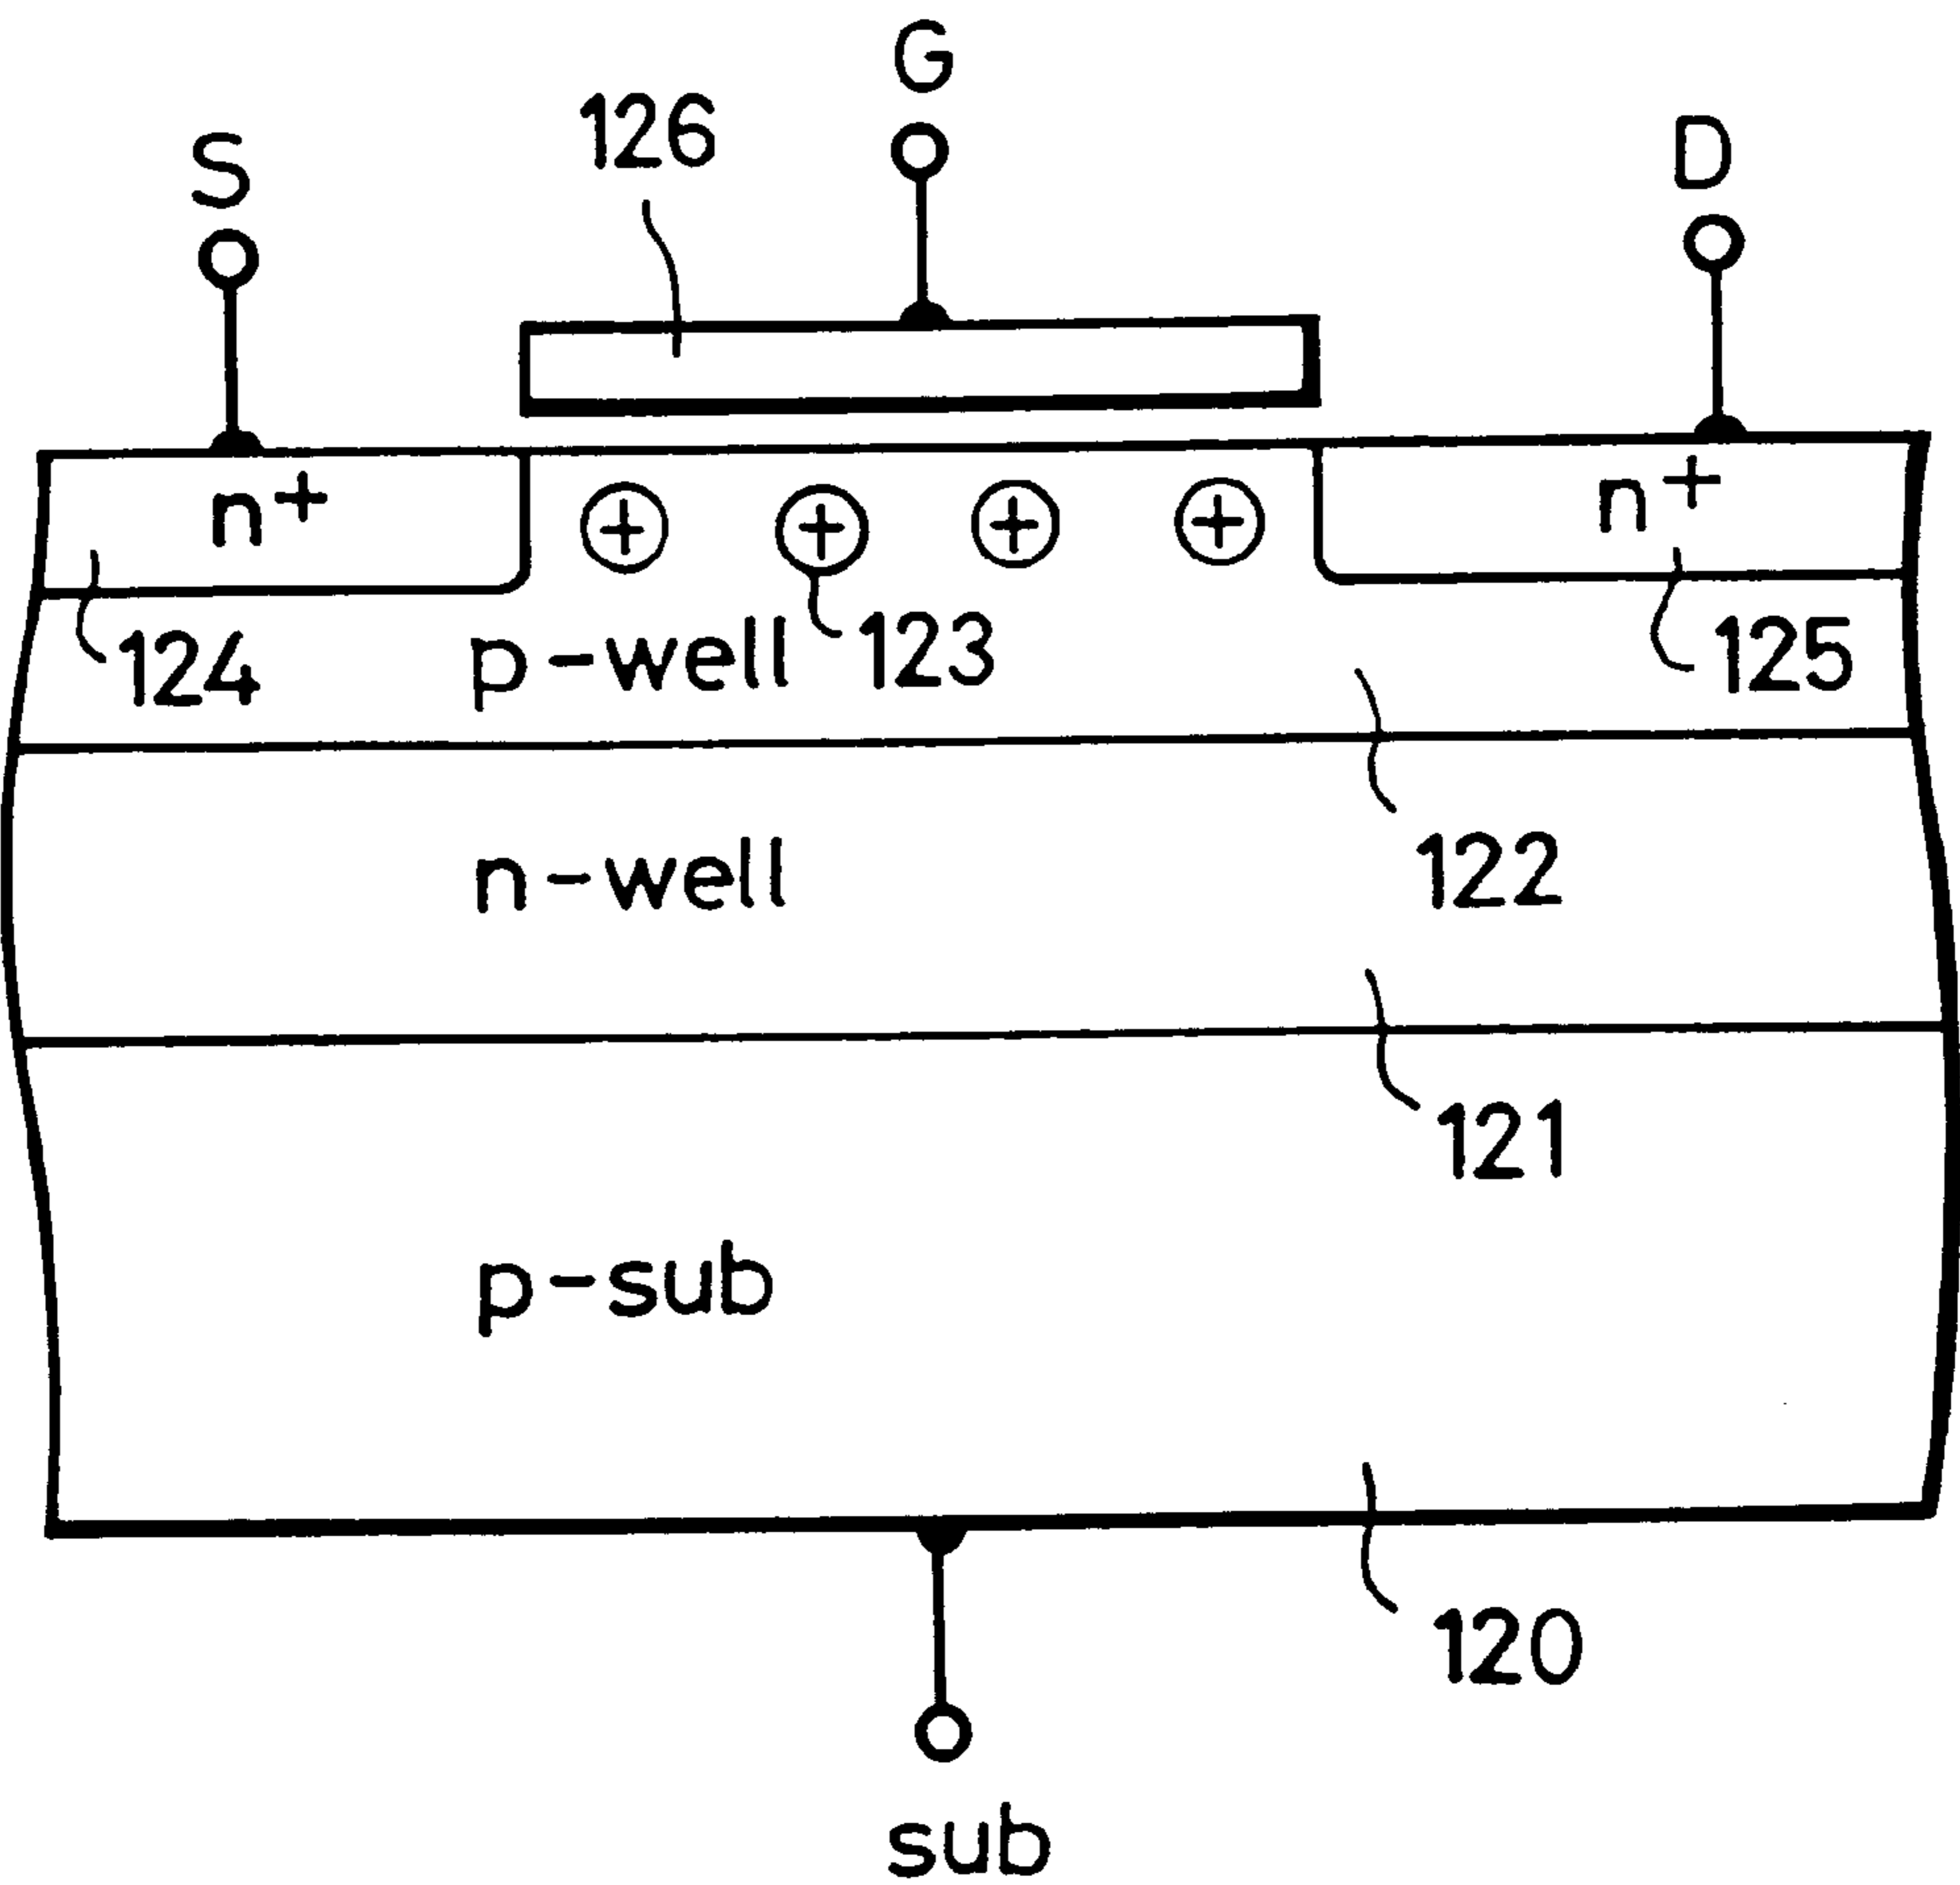 G
126
S
D
n+
⊕ ⊕ ⊕ ⊕
n+
124
p-well
123
125
n-well
122
121
p-sub
120
sub